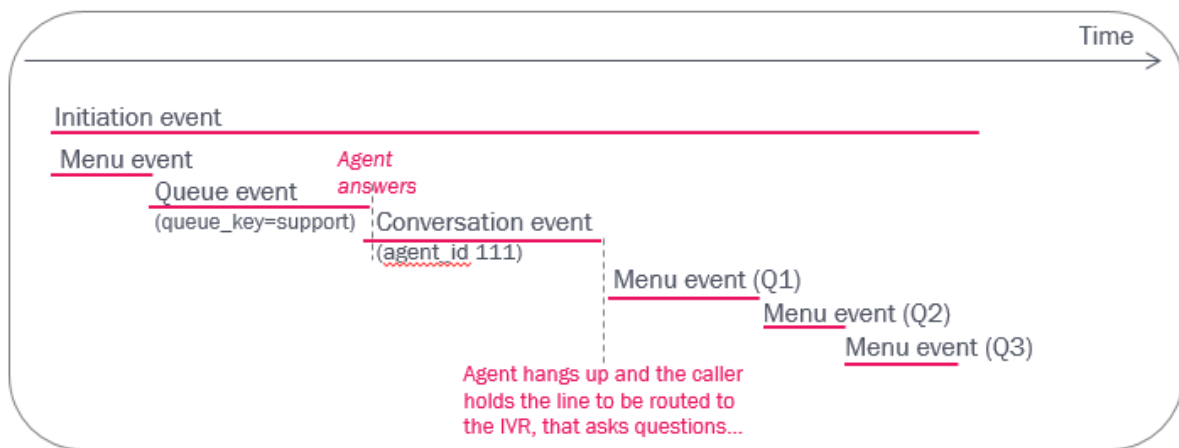 Time
Initiation event
Menu event
Agent
answers
Queue event
(queue_key=support)
Conversation event
(agent_id 111)
Menu event (Q1)
Menu event (Q2)
Menu event (Q3)
Agent hangs up and the caller
holds the line to be routed to
the IVR, that asks questions...